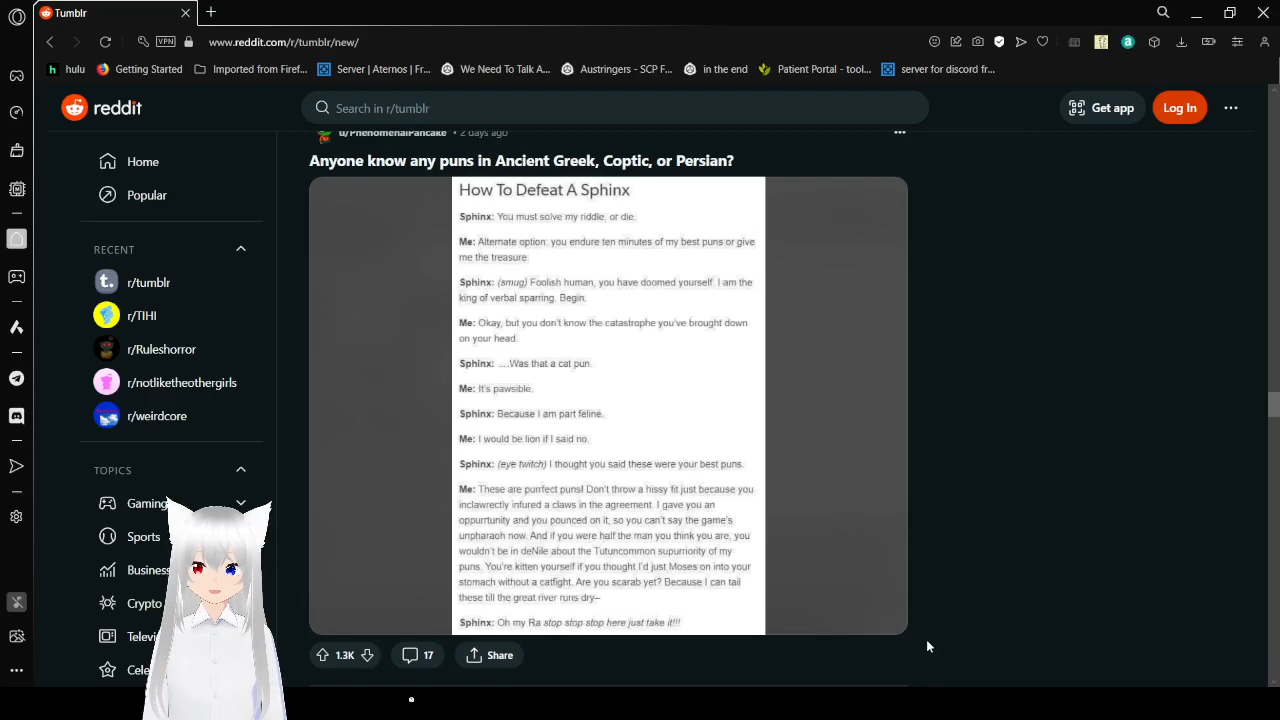 Tumblr
www.reddit.com/r/tumblr/new/
VPN
hulu
Getting Started
Imported from Firef...
Server | Aternos | Fr...
We Need To Talk A...
Austringers - SCP F...
in the end
Patient Portal - tool...
server for discord fr...
reddit
Search in r/tumblr
Get app
Log In
Home
Popular
RECENT
r/tumblr
r/TIHI
r/Ruleshorror
r/notliketheothergirls
r/weirdcore
TOPICS
Gaming
Sports
Business
Crypto
Televi
Cele
u/PhenomenalPancake • 2 days ago
Anyone know any puns in Ancient Greek, Coptic, or Persian?
How To Defeat A Sphinx
Sphinx: You must solve my riddle, or die.
Me: Alternate option: you endure ten minutes of my best puns or give
me the treasure.
Sphinx: (smug) Foolish human, you have doomed yourself. I am the
king of verbal sparring. Begin.
Me: Okay, but you don't know the catastrophe you've brought down
on your head.
Sphinx: ….Was that a cat pun.
Me: It's pawsible.
Sphinx: Because I am part feline.
Me: I would be lion if I said no.
Sphinx: (eye twitch) I thought you said these were your best puns.
Me: These are purrfect puns! Don't throw a hissy fit just because you
inclawrectly infured a claws in the agreement. I gave you an
oppurrtunity and you pounced on it, so you can't say the game's
unpharaoh now. And if you were half the man you think you are, you
wouldn't be in deNile about the Tutuncommon supurriority of my
puns. You're kitten yourself if you thought I'd just Moses on into your
stomach without a catfight. Are you scarab yet? Because I can tail
these till the great river runs dry–
Sphinx: Oh my Ra stop stop stop here just take it!!!
1.3K
17
Share